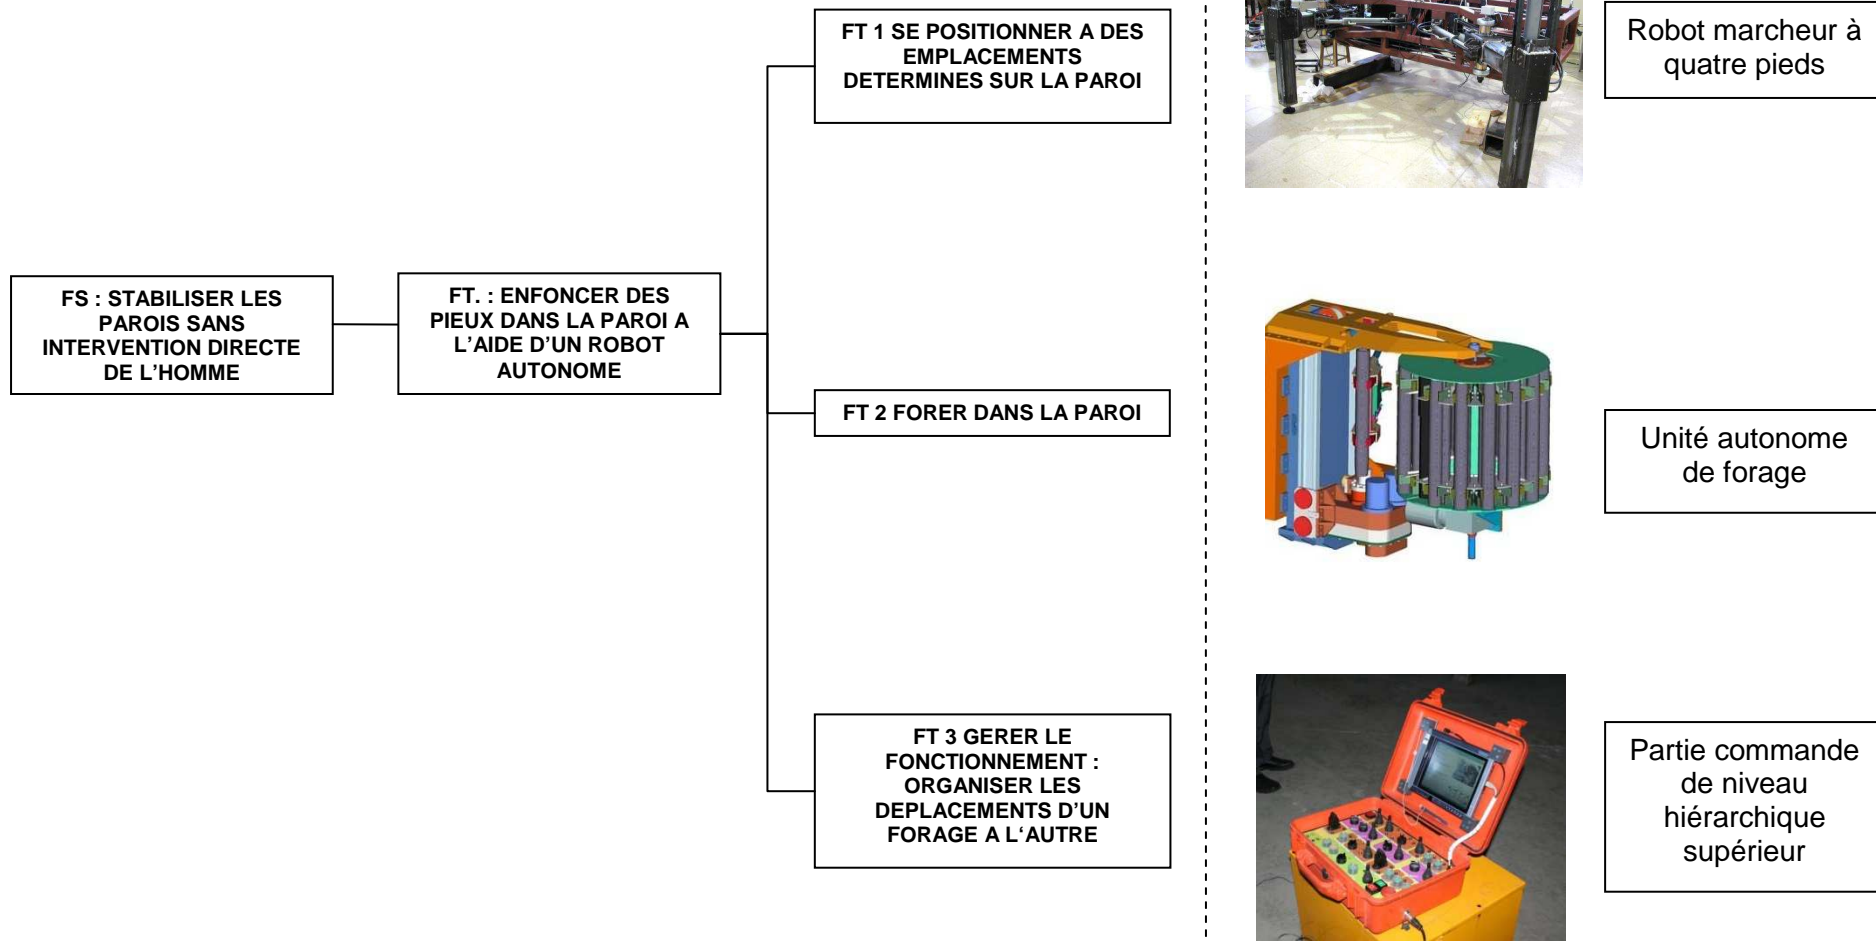 FT 1 SE POSITIONNER A DES
EMPLACEMENTS
DETERMINES SUR LA PAROI
Robot marcheur à
quatre pieds
FS : STABILISER LES
PAROIS SANS
INTERVENTION DIRECTE
DE L'HOMME
FT. : ENFONCER DES
PIEUX DANS LA PAROI A
L'AIDE D'UN ROBOT
AUTONOME
FT 2 FORER DANS LA PAROI
Unité autonome
de forage
FT 3 GERER LE
FONCTIONNEMENT :
ORGANISER LES
DEPLACEMENTS D'UN
FORAGE A L'AUTRE
Partie commande
de niveau
hiérarchique
supérieur